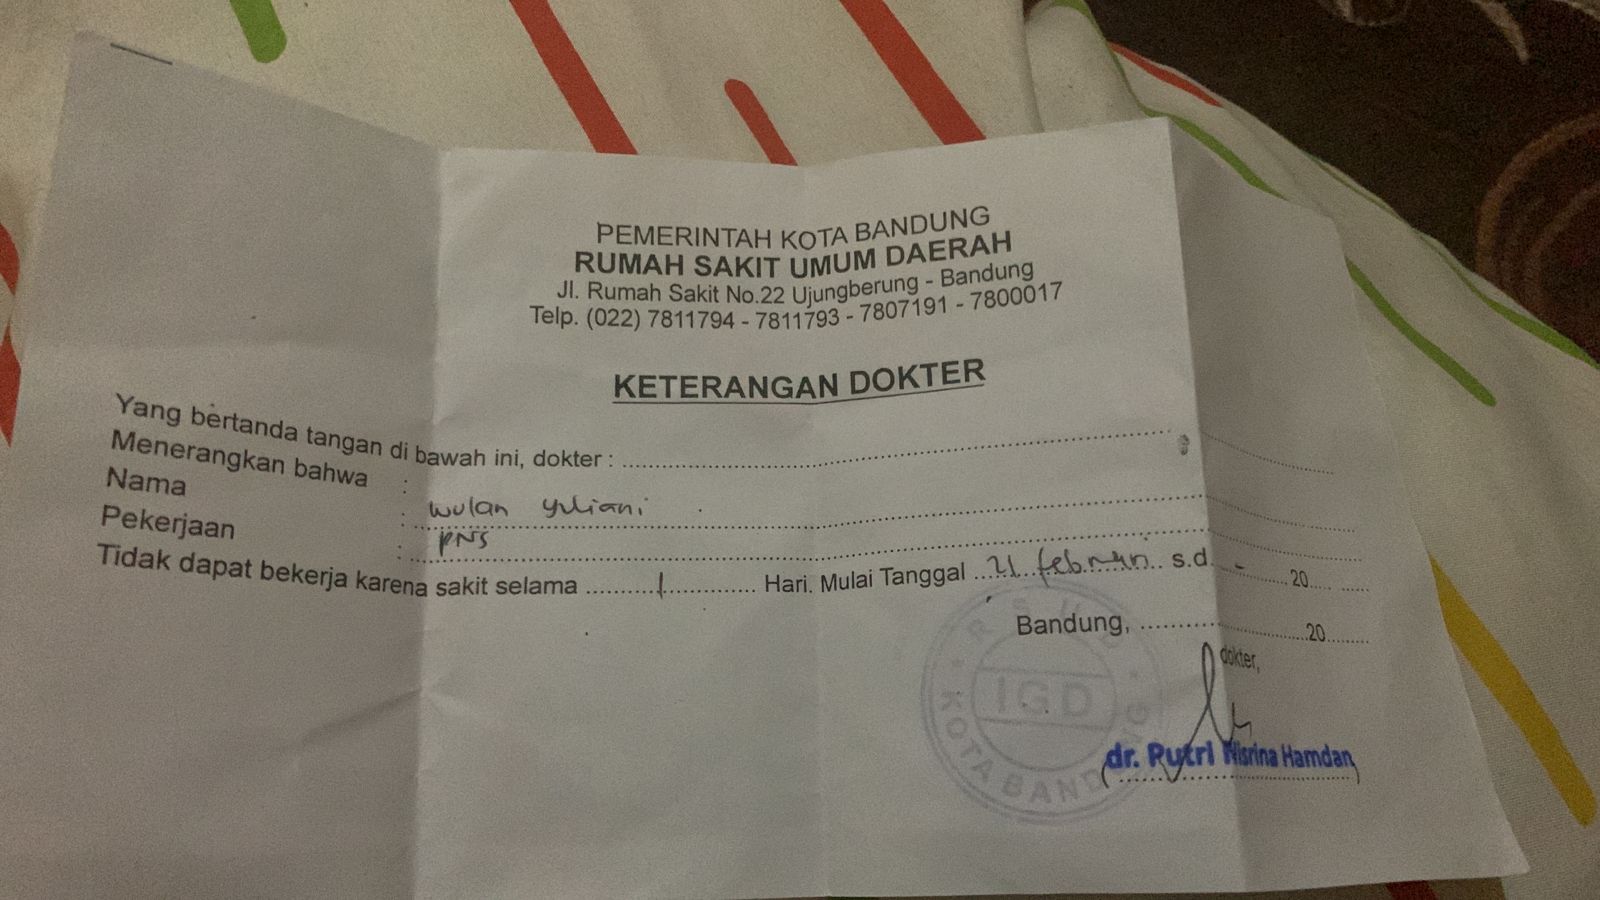 PEMERINTAH KOTA BANDUNG
RUMAH SAKIT UMUM DAERAH
Jl. Rumah Sakit No.22 Ujungberung - Bandung
Telp. (022) 7811794 - 7811793 - 7807191 - 7800017
KETERANGAN DOKTER
Yang bertanda tangan di bawah ini, dokter : ..........
Menerangkan bahwa :
Nama : wulan yuliani
Pekerjaan : PNS
Tidak dapat bekerja karena sakit selama ..... 1 ..... Hari. Mulai Tanggal ... 21 februari .. s.d. - ...... 20..........
Bandung, ..................20........
dokter,
RSUD
IGD
KOTA BANDUNG
dr. Putri Nisrina Hamdan